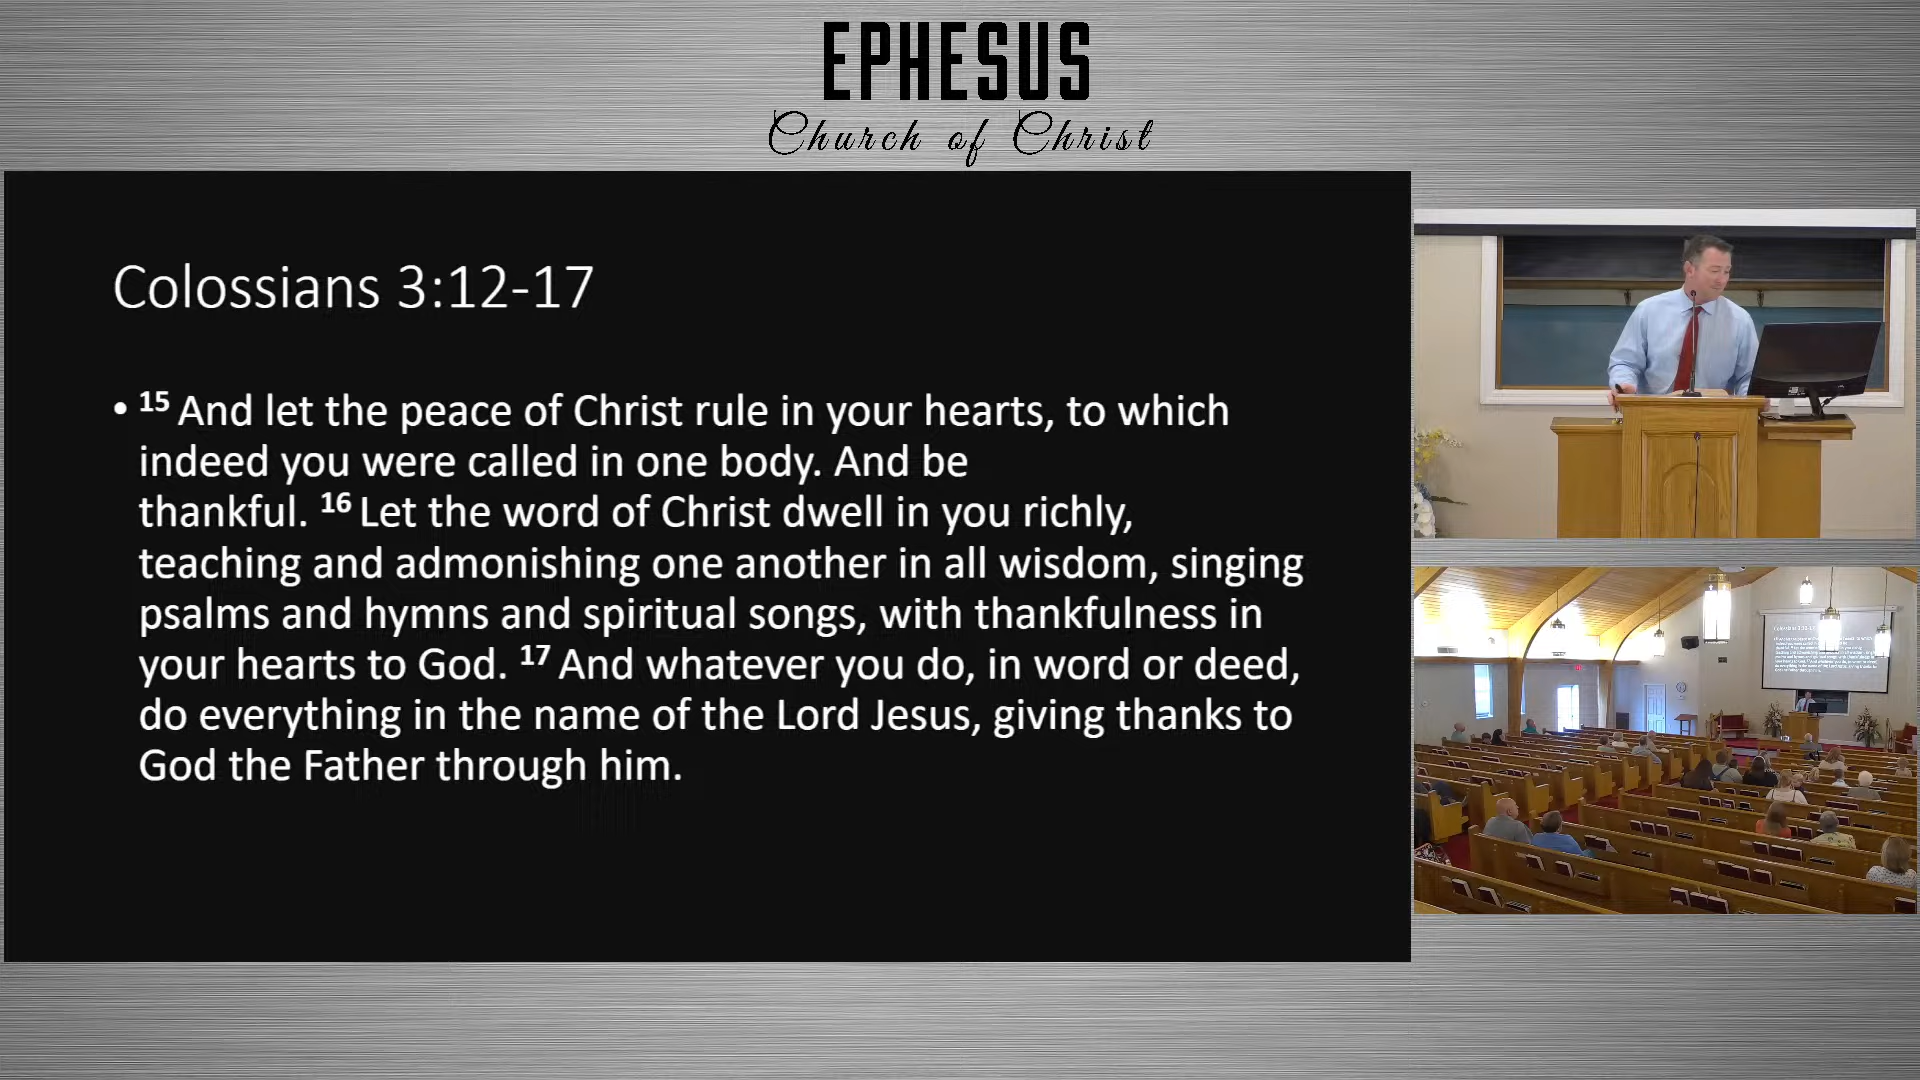 EPHESUS
Church of Christ
Colossians 3:12-17
• 15 And let the peace of Christ rule in your hearts, to which
indeed you were called in one body. And be
thankful. 16 Let the word of Christ dwell in you richly,
teaching and admonishing one another in all wisdom, singing
psalms and hymns and spiritual songs, with thankfulness in
your hearts to God. 17 And whatever you do, in word or deed,
do everything in the name of the Lord Jesus, giving thanks to
God the Father through him.